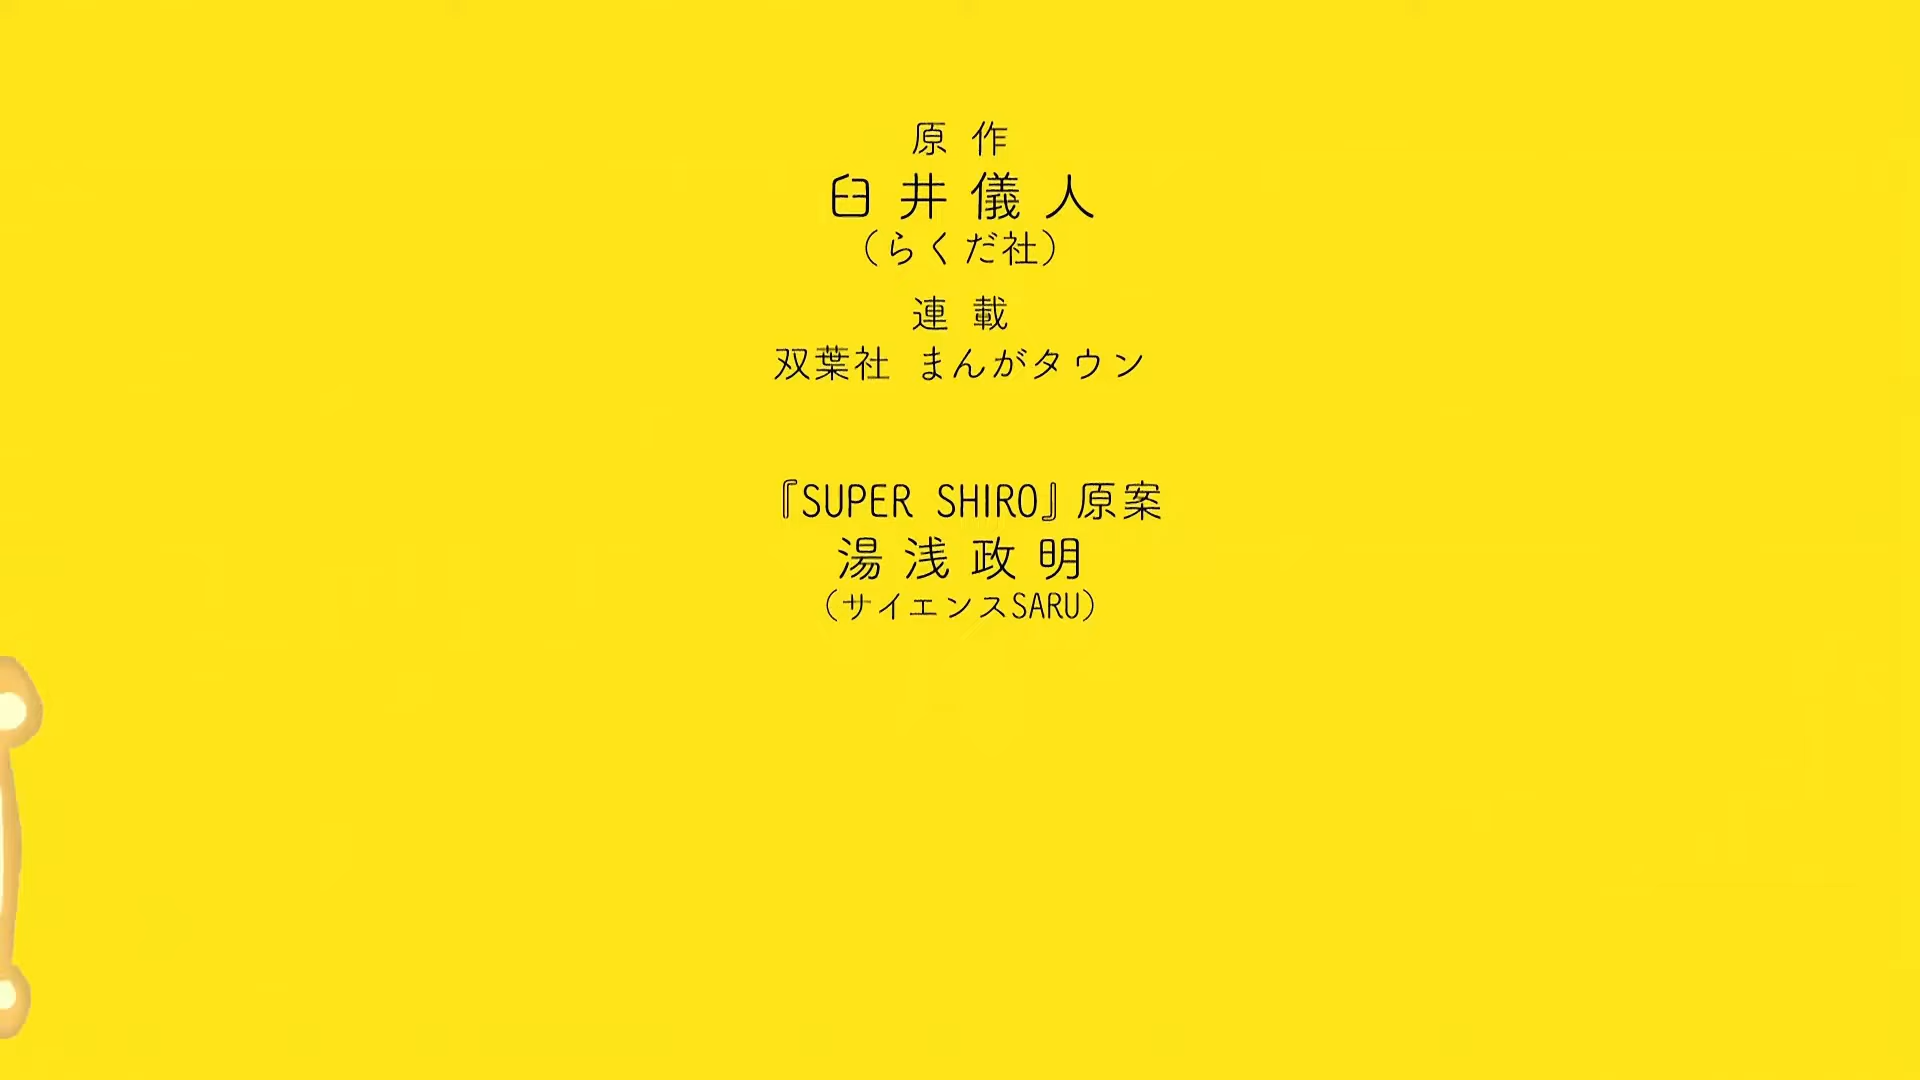 原作
臼井儀人
（らくだ社）
連載
双葉社 まんがタウン
『SUPER SHIRO』原案
湯浅政明
（サイエンスSARU）